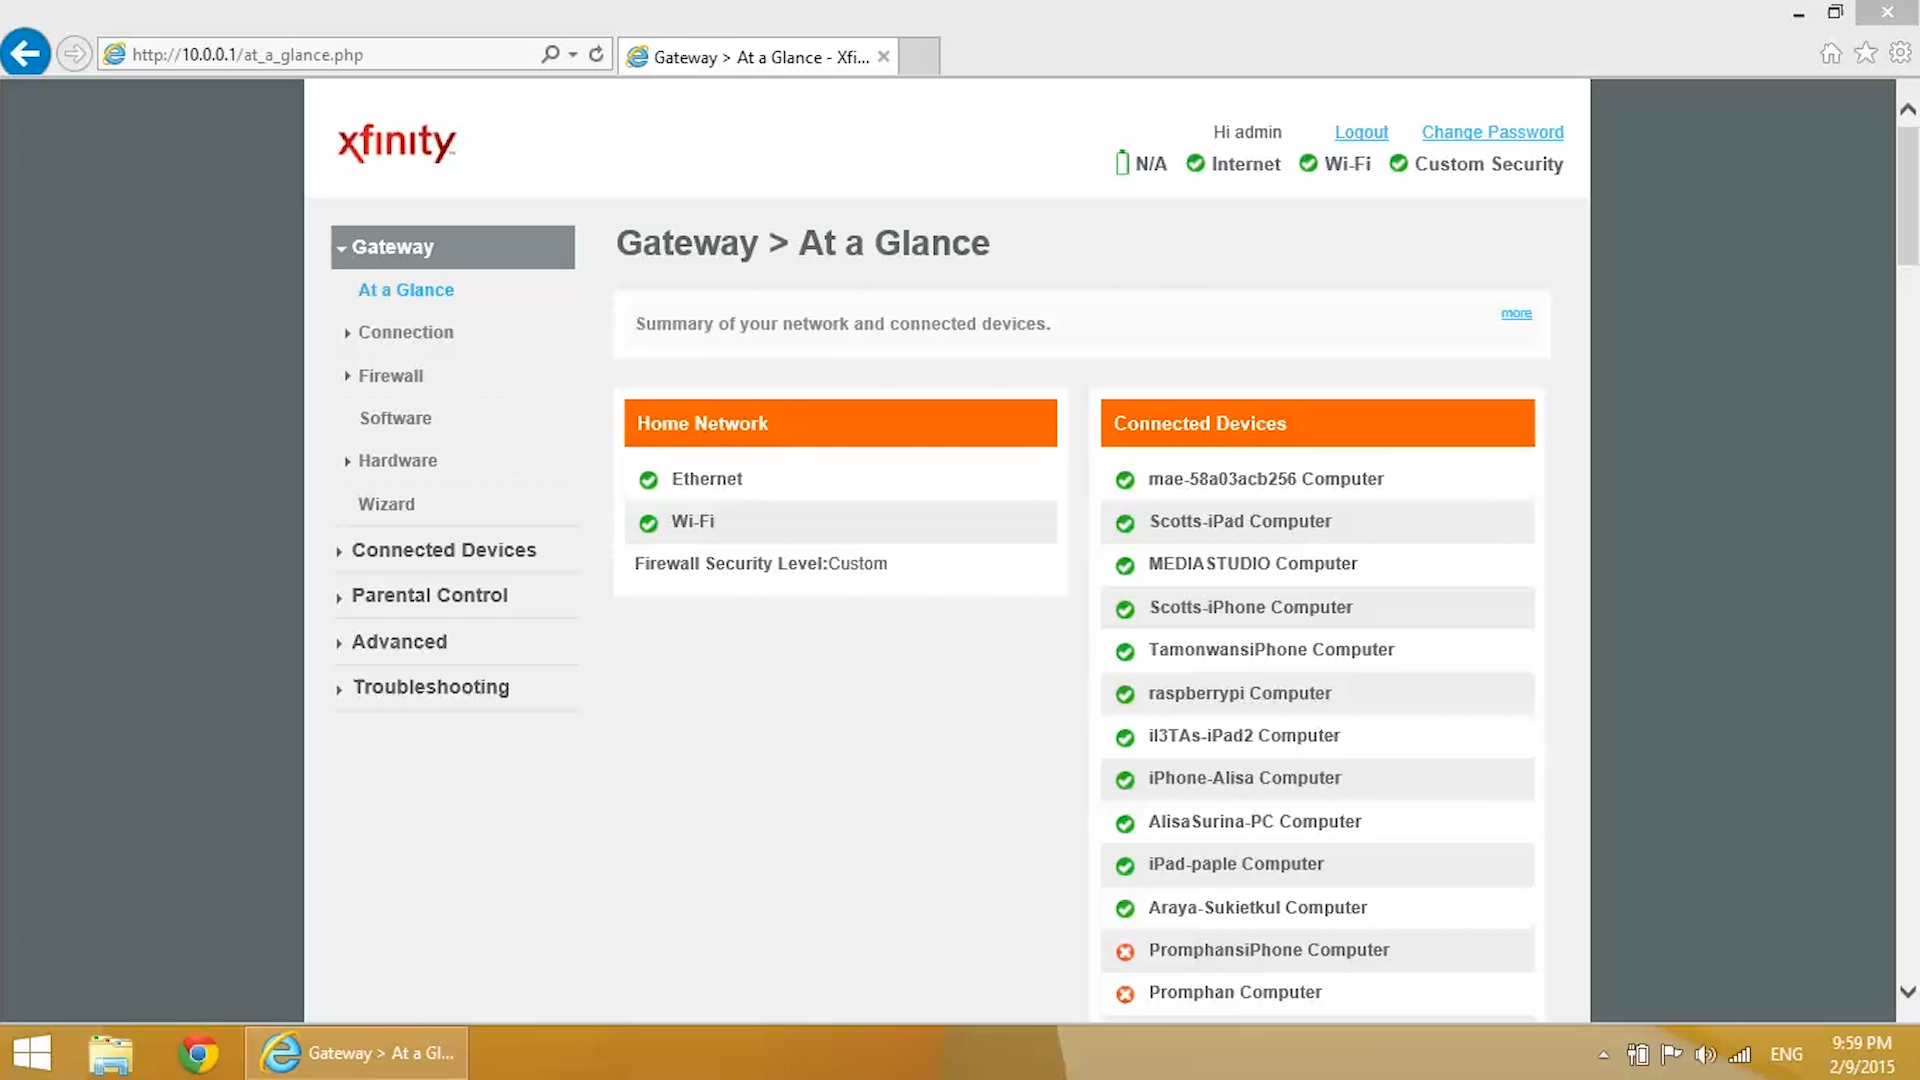 http://10.0.0.1/at_a_glance.php
Gateway > At a Glance - Xfi...
xfinity
Hi admin Logout Change Password
N/A Internet Wi-Fi Custom Security
Gateway
At a Glance
Connection
Firewall
Software
Hardware
Wizard
Connected Devices
Parental Control
Advanced
Troubleshooting
Gateway > At a Glance
Summary of your network and connected devices.
more
Home Network
Ethernet
Wi-Fi
Firewall Security Level:Custom
Connected Devices
mae-58a03acb256 Computer
Scotts-iPad Computer
MEDIASTUDIO Computer
Scotts-iPhone Computer
TamonwansiPhone Computer
raspberrypi Computer
il3TAs-iPad2 Computer
iPhone-Alisa Computer
AlisaSurina-PC Computer
iPad-paple Computer
Araya-Sukietkul Computer
PromphansiPhone Computer
Promphan Computer
Gateway > At a Gl...
ENG
9:59 PM
2/9/2015